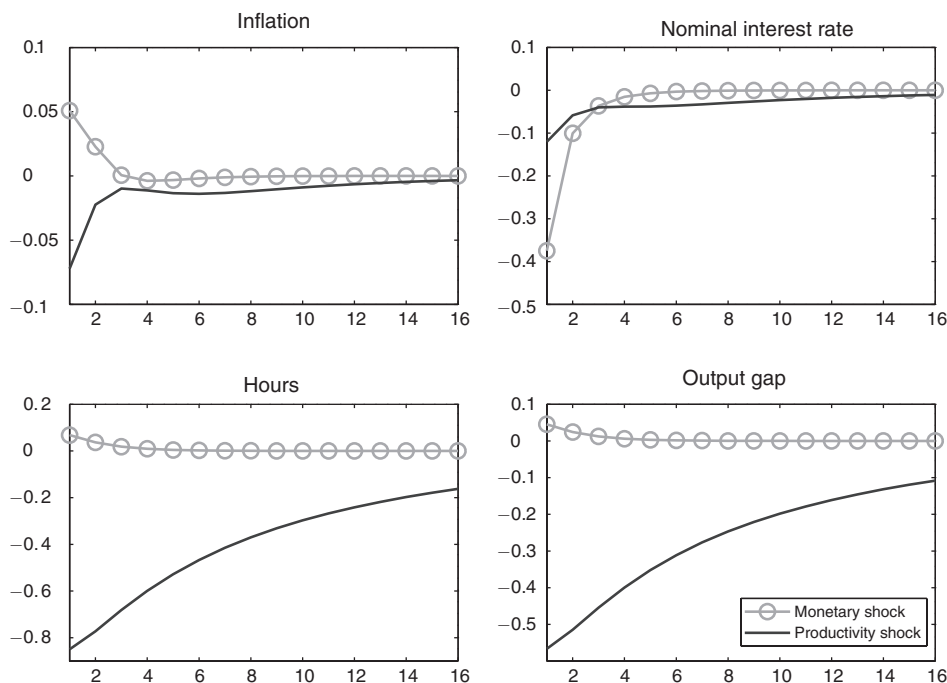 Inflation
0.1
0.05
0
−0.05
−0.1
2 4 6 8 10 12 14 16
Nominal interest rate
0.1
0
−0.1
−0.2
−0.3
−0.4
−0.5
2 4 6 8 10 12 14 16
Hours
0.2
0
−0.2
−0.4
−0.6
−0.8
2 4 6 8 10 12 14 16
Output gap
0.1
0
−0.1
−0.2
−0.3
−0.4
−0.5
2 4 6 8 10 12 14 16
Monetary shock
Productivity shock